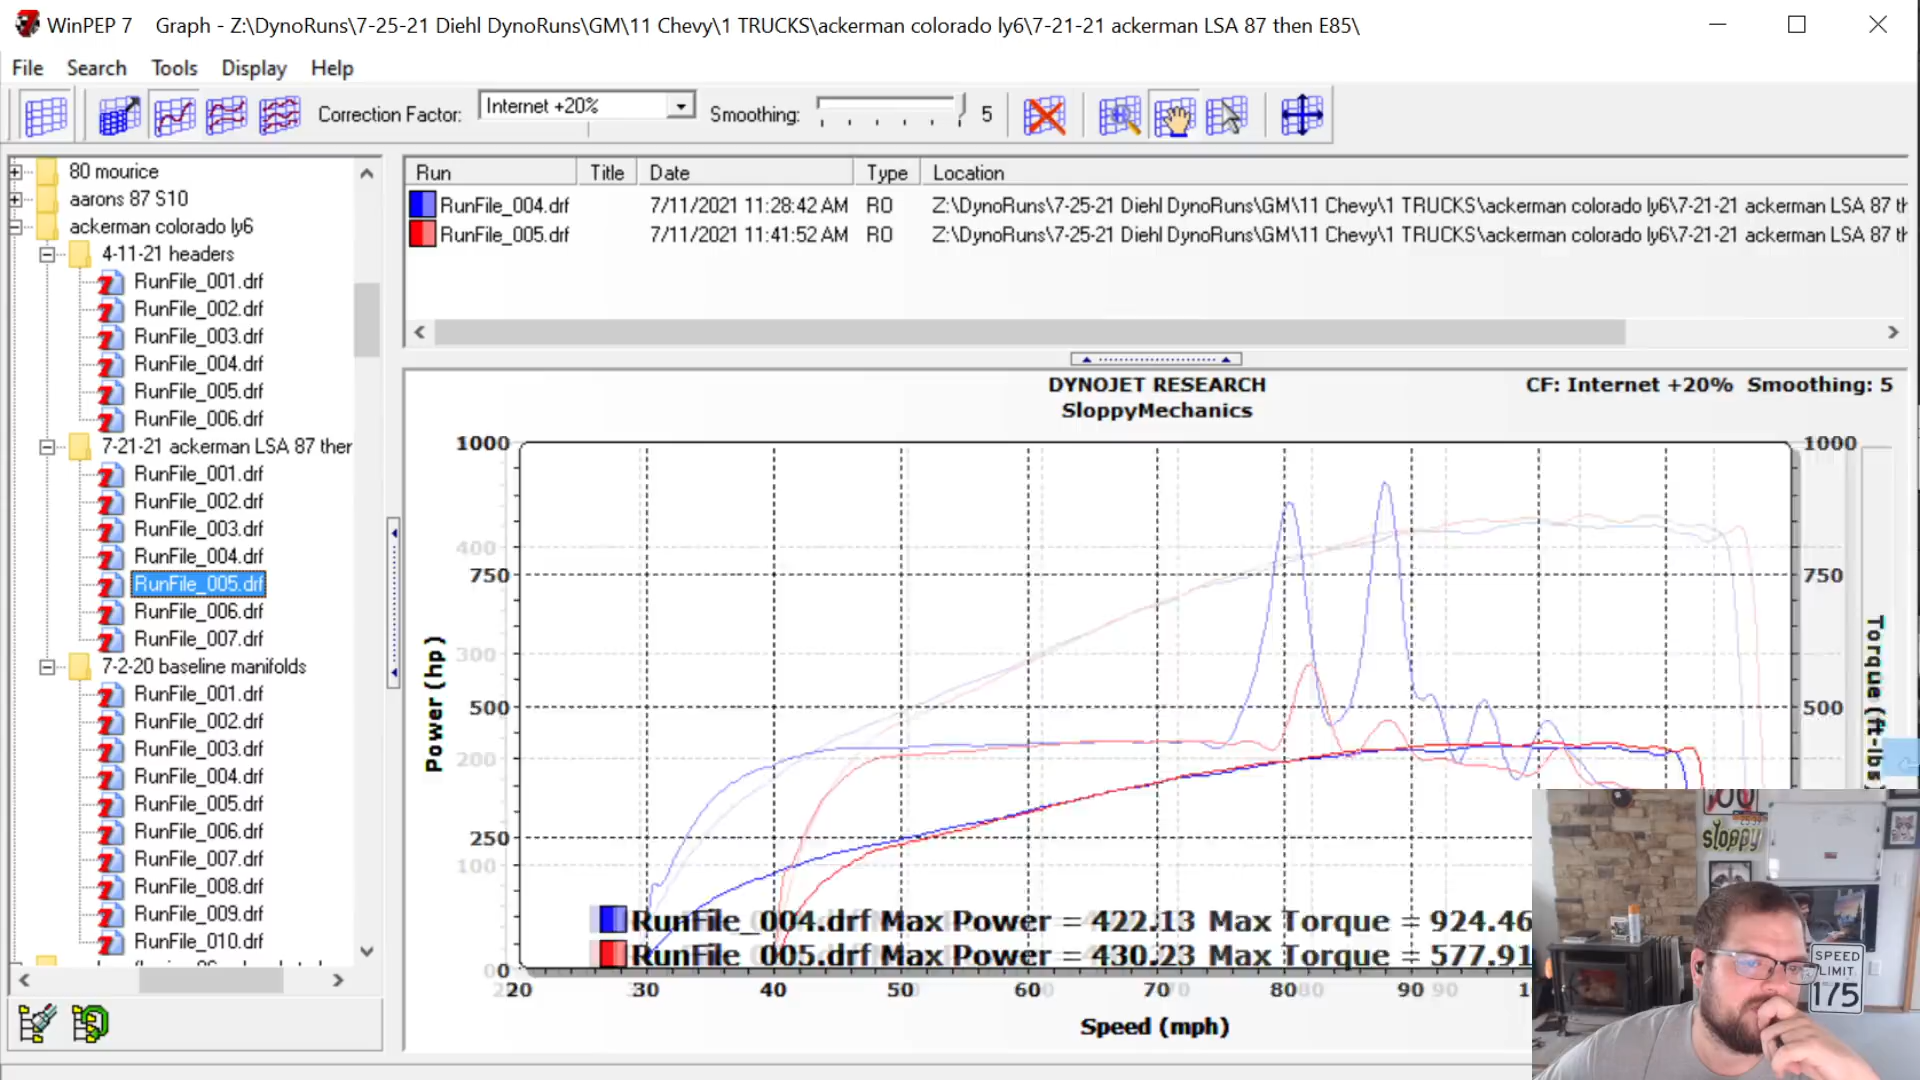 WinPEP 7 Graph - Z:\DynoRuns\7-25-21 Diehl DynoRuns\GM\11 Chevy\1 TRUCKS\ackerman colorado ly6\7-21-21 ackerman LSA 87 then E85\
File Search Tools Display Help
Correction Factor: Internet +20% Smoothing: 5
80 mourice
aarons 87 S10
ackerman colorado ly6
4-11-21 headers
RunFile_001.drf
RunFile_002.drf
RunFile_003.drf
RunFile_004.drf
RunFile_005.drf
RunFile_006.drf
7-21-21 ackerman LSA 87 ther
RunFile_001.drf
RunFile_002.drf
RunFile_003.drf
RunFile_004.drf
RunFile_005.drf
RunFile_006.drf
RunFile_007.drf
7-2-20 baseline manifolds
RunFile_001.drf
RunFile_002.drf
RunFile_003.drf
RunFile_004.drf
RunFile_005.drf
RunFile_006.drf
RunFile_007.drf
RunFile_008.drf
RunFile_009.drf
RunFile_010.drf
Run Title Date Type Location
RunFile_004.drf 7/11/2021 11:28:42 AM RO Z:\DynoRuns\7-25-21 Diehl DynoRuns\GM\11 Chevy\1 TRUCKS\ackerman colorado ly6\7-21-21 ackerman LSA 87 th
RunFile_005.drf 7/11/2021 11:41:52 AM RO Z:\DynoRuns\7-25-21 Diehl DynoRuns\GM\11 Chevy\1 TRUCKS\ackerman colorado ly6\7-21-21 ackerman LSA 87 th
DYNOJET RESEARCH
SloppyMechanics
CF: Internet +20% Smoothing: 5
1000 1000
400
750 750
300
500 500
200
250
100
0
Power (hp)
Torque (ft-lbs)
RunFile_004.drf Max Power = 422.13 Max Torque = 924.46
RunFile_005.drf Max Power = 430.23 Max Torque = 577.91
20 30 40 50 60 70 80 90
Speed (mph)
sloppy
SPEED
LIMIT
175